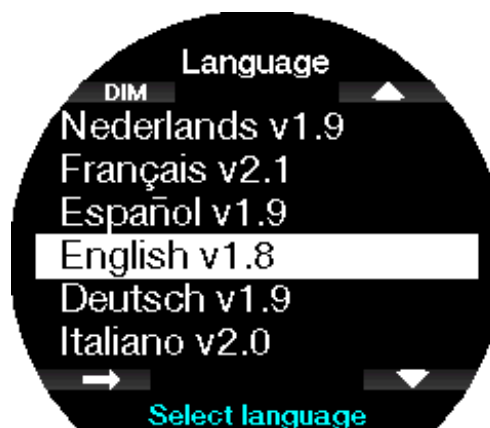 Language
DIM
Nederlands v1.9
Français v2.1
Español v1.9
English v1.8
Deutsch v1.9
Italiano v2.0
Select language